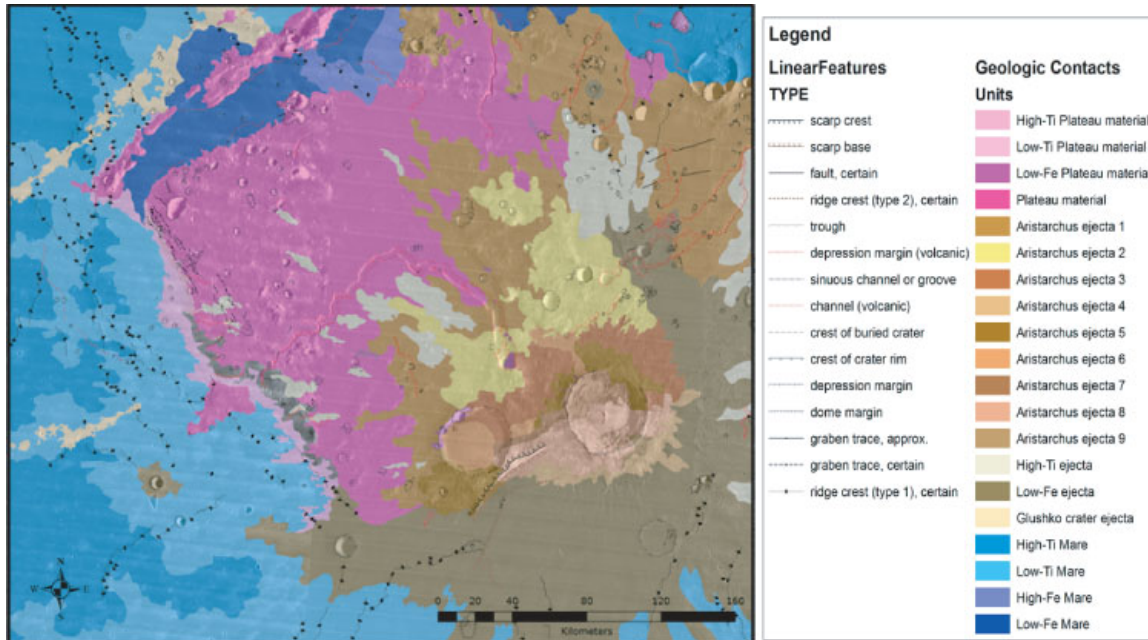 Legend
LinearFeatures
TYPE
scarp crest
scarp base
fault, certain
ridge crest (type 2), certain
trough
depression margin (volcanic)
sinuous channel or groove
channel (volcanic)
crest of buried crater
crest of crater rim
depression margin
dome margin
graben trace, approx.
graben trace, certain
ridge crest (type 1), certain
Geologic Contacts
Units
High-Ti Plateau material
Low-Ti Plateau material
Low-Fe Plateau material
Plateau material
Aristarchus ejecta 1
Aristarchus ejecta 2
Aristarchus ejecta 3
Aristarchus ejecta 4
Aristarchus ejecta 5
Aristarchus ejecta 6
Aristarchus ejecta 7
Aristarchus ejecta 8
Aristarchus ejecta 9
High-Ti ejecta
Low-Fe ejecta
Glushko crater ejecta
High-Ti Mare
Low-Ti Mare
High-Fe Mare
Low-Fe Mare
N
W E
S
0 20 40 80 120 160
Kilometers